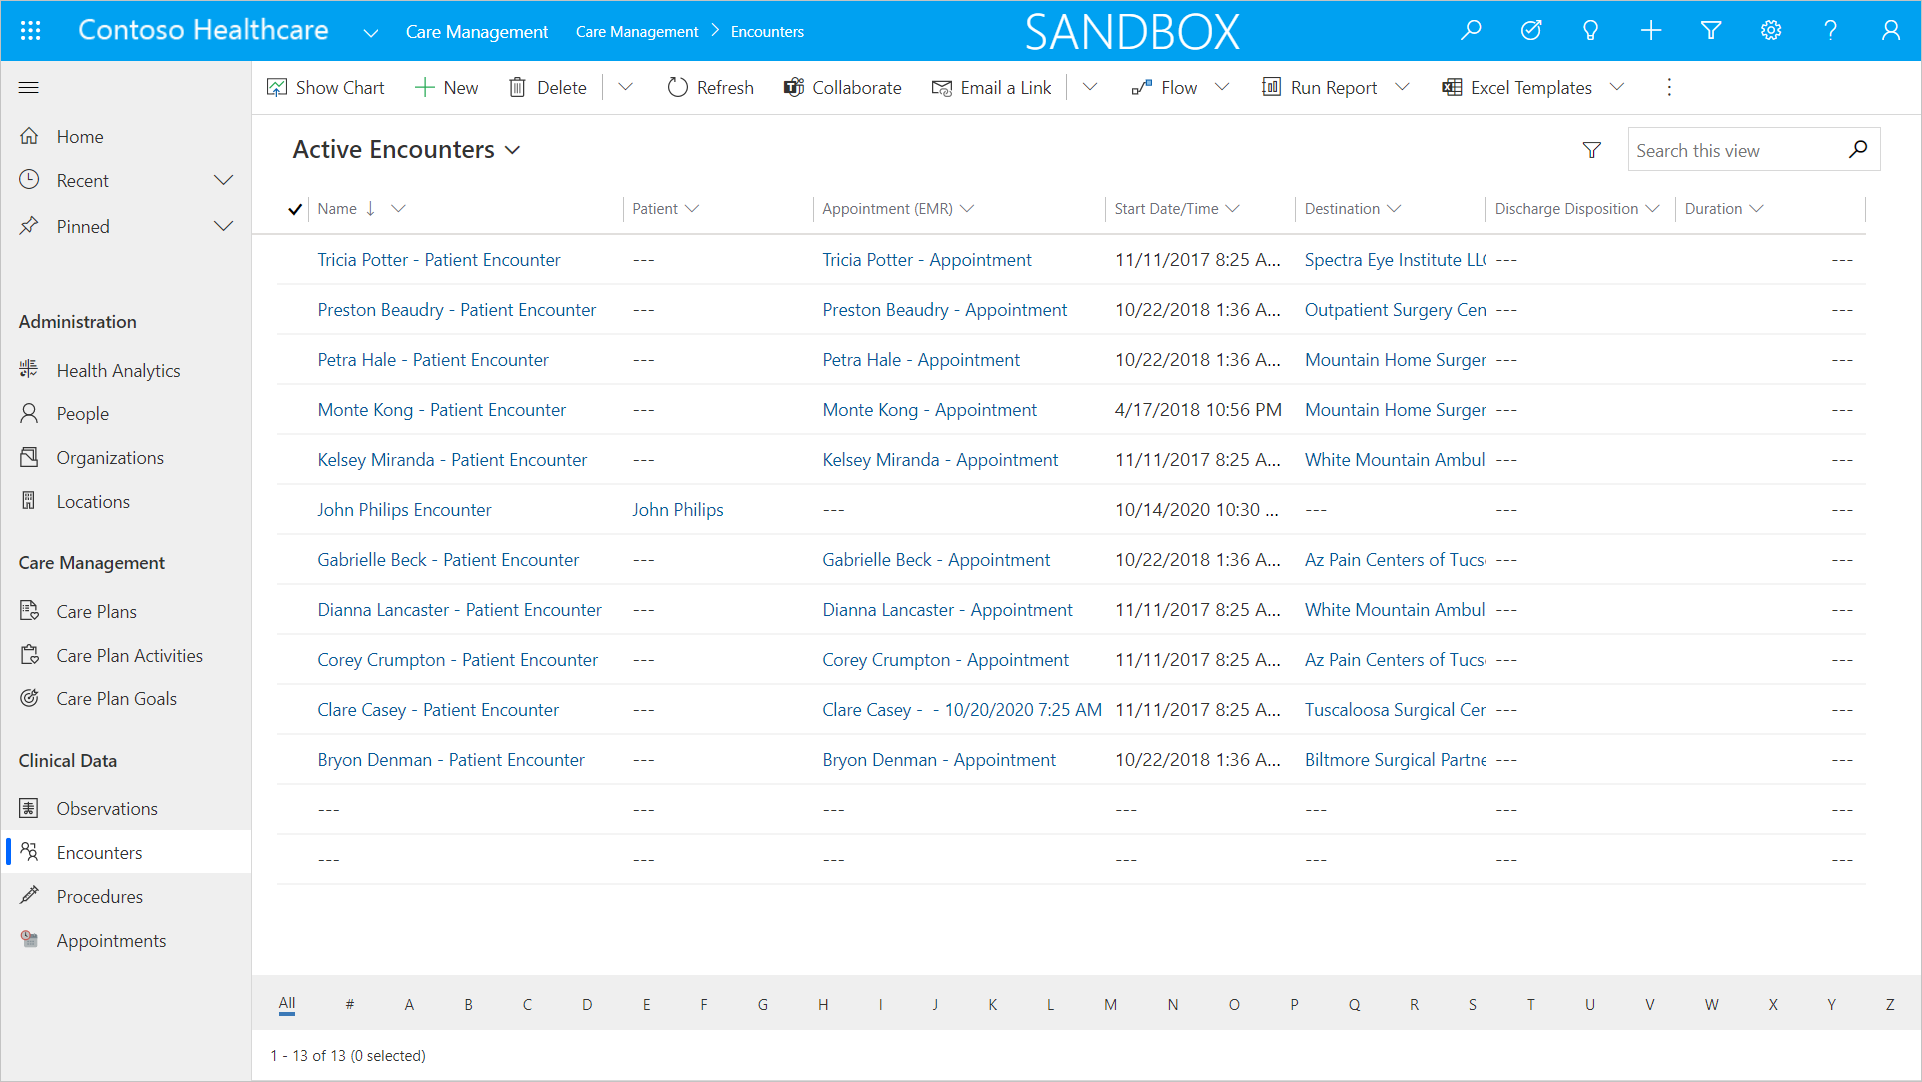 Contoso Healthcare Care Management Care Management > Encounters SANDBOX
Show Chart New Delete Refresh Collaborate Email a Link Flow Run Report Excel Templates
Home
Recent
Pinned
Administration
Health Analytics
People
Organizations
Locations
Care Management
Care Plans
Care Plan Activities
Care Plan Goals
Clinical Data
Observations
Encounters
Procedures
Appointments
Active Encounters
Search this view
Name Patient Appointment (EMR) Start Date/Time Destination Discharge Disposition Duration
Tricia Potter - Patient Encounter --- Tricia Potter - Appointment 11/11/2017 8:25 A... Spectra Eye Institute LL --- ---
Preston Beaudry - Patient Encounter --- Preston Beaudry - Appointment 10/22/2018 1:36 A... Outpatient Surgery Cen --- ---
Petra Hale - Patient Encounter --- Petra Hale - Appointment 10/22/2018 1:36 A... Mountain Home Surger --- ---
Monte Kong - Patient Encounter --- Monte Kong - Appointment 4/17/2018 10:56 PM Mountain Home Surger --- ---
Kelsey Miranda - Patient Encounter --- Kelsey Miranda - Appointment 11/11/2017 8:25 A... White Mountain Ambul --- ---
John Philips Encounter John Philips --- 10/14/2020 10:30 ... --- --- ---
Gabrielle Beck - Patient Encounter --- Gabrielle Beck - Appointment 10/22/2018 1:36 A... Az Pain Centers of Tucs --- ---
Dianna Lancaster - Patient Encounter --- Dianna Lancaster - Appointment 11/11/2017 8:25 A... White Mountain Ambul --- ---
Corey Crumpton - Patient Encounter --- Corey Crumpton - Appointment 11/11/2017 8:25 A... Az Pain Centers of Tucs --- ---
Clare Casey - Patient Encounter --- Clare Casey - - 10/20/2020 7:25 AM 11/11/2017 8:25 A... Tuscaloosa Surgical Cer --- ---
Bryon Denman - Patient Encounter --- Bryon Denman - Appointment 10/22/2018 1:36 A... Biltmore Surgical Partne --- ---
--- --- --- --- --- --- ---
--- --- --- --- --- --- ---
All # A B C D E F G H I J K L M N O P Q R S T U V W X Y Z
1 - 13 of 13 (0 selected)